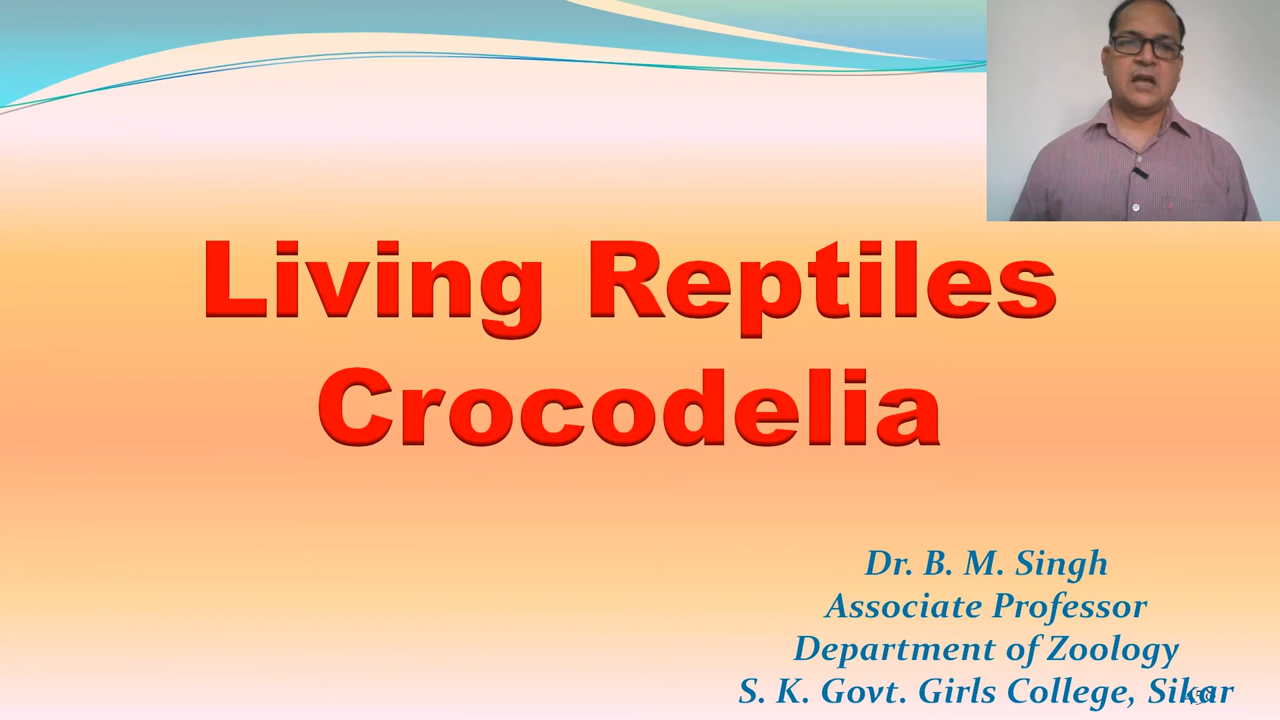 Living Reptiles
Crocodelia
Dr. B. M. Singh
Associate Professor
Department of Zoology
S. K. Govt. Girls College, Sikar